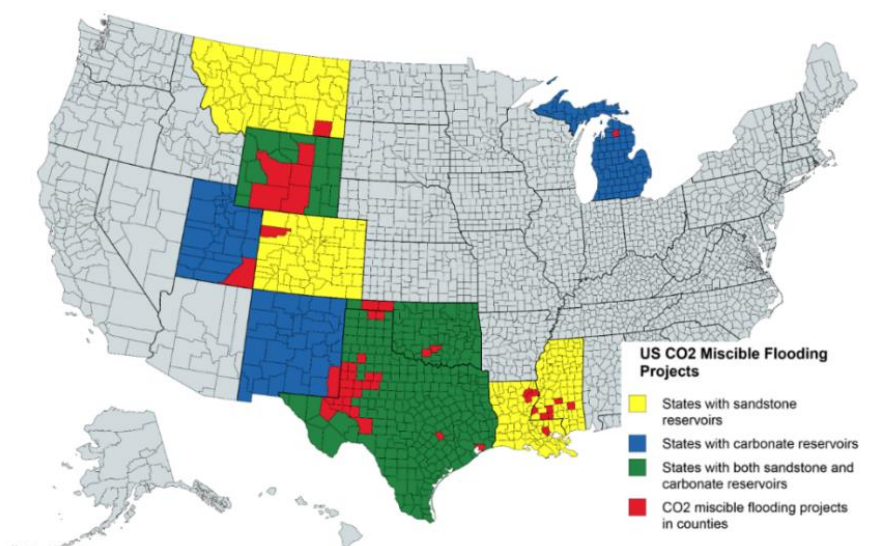 US CO2 Miscible Flooding
Projects
States with sandstone
reservoirs
States with carbonate reservoirs
States with both sandstone and
carbonate reservoirs
CO2 miscible flooding projects
in counties